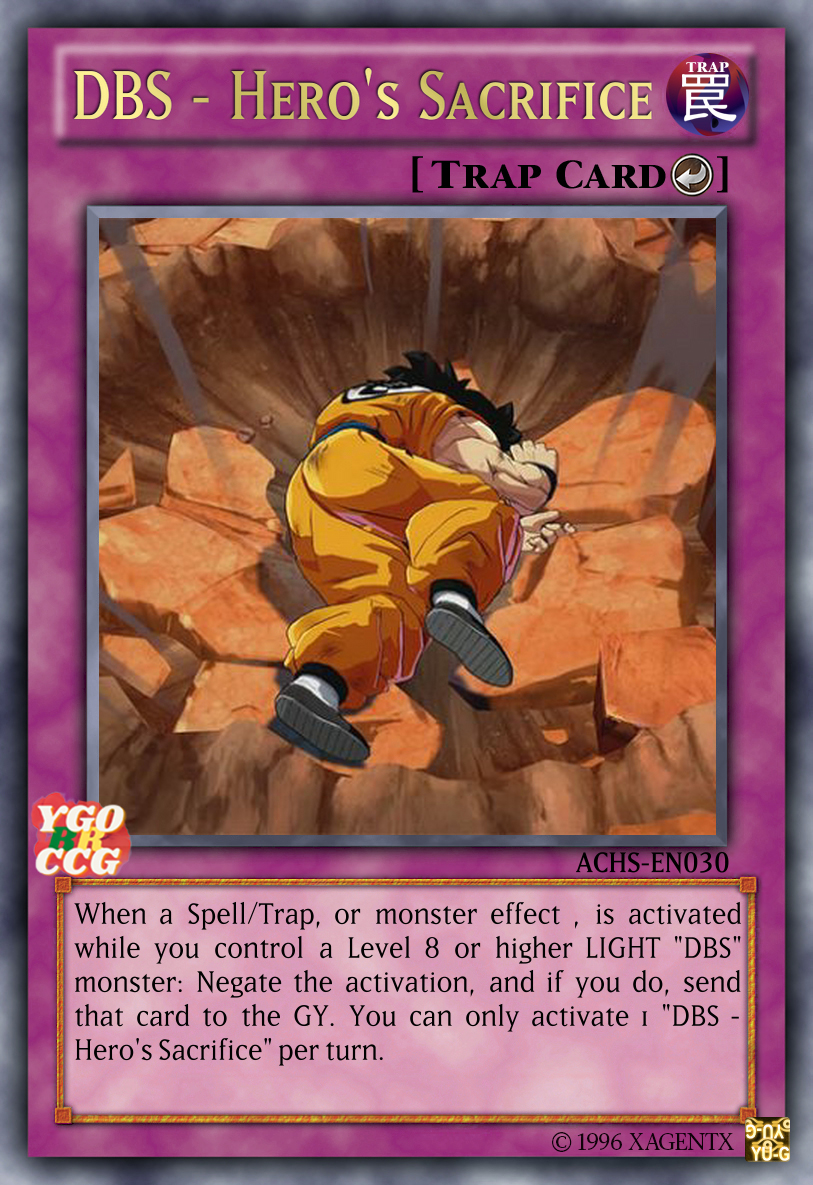 DBS - Hero's Sacrifice
TRAP
罠
[Trap Card]
YGO
RR
CCG
ACHS-EN030
When a Spell/Trap, or monster effect , is activated
while you control a Level 8 or higher LIGHT "DBS"
monster: Negate the activation, and if you do, send
that card to the GY. You can only activate 1 "DBS -
Hero's Sacrifice" per turn.
© 1996 XAGENTX